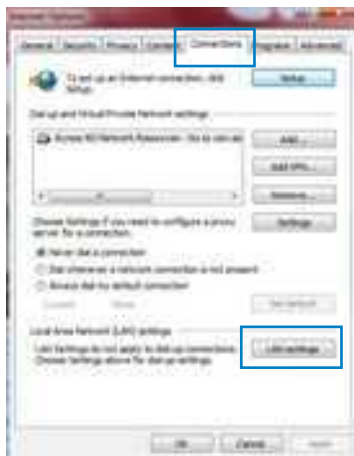 General Security Privacy Content Connections Programs Advanced
To set up an Internet connection, click
Setup.
Setup
Dial-up and Virtual Private Network settings
Add...
Add VPN...
Remove...
Choose Settings if you need to configure a proxy
server for a connection.
Settings
Never dial a connection
Dial whenever a network connection is not present
Always dial my default connection
Current
None
Set default
Local Area Network (LAN) settings
LAN Settings do not apply to dial-up connections.
Choose Settings above for dial-up settings.
LAN settings
OK Cancel Apply